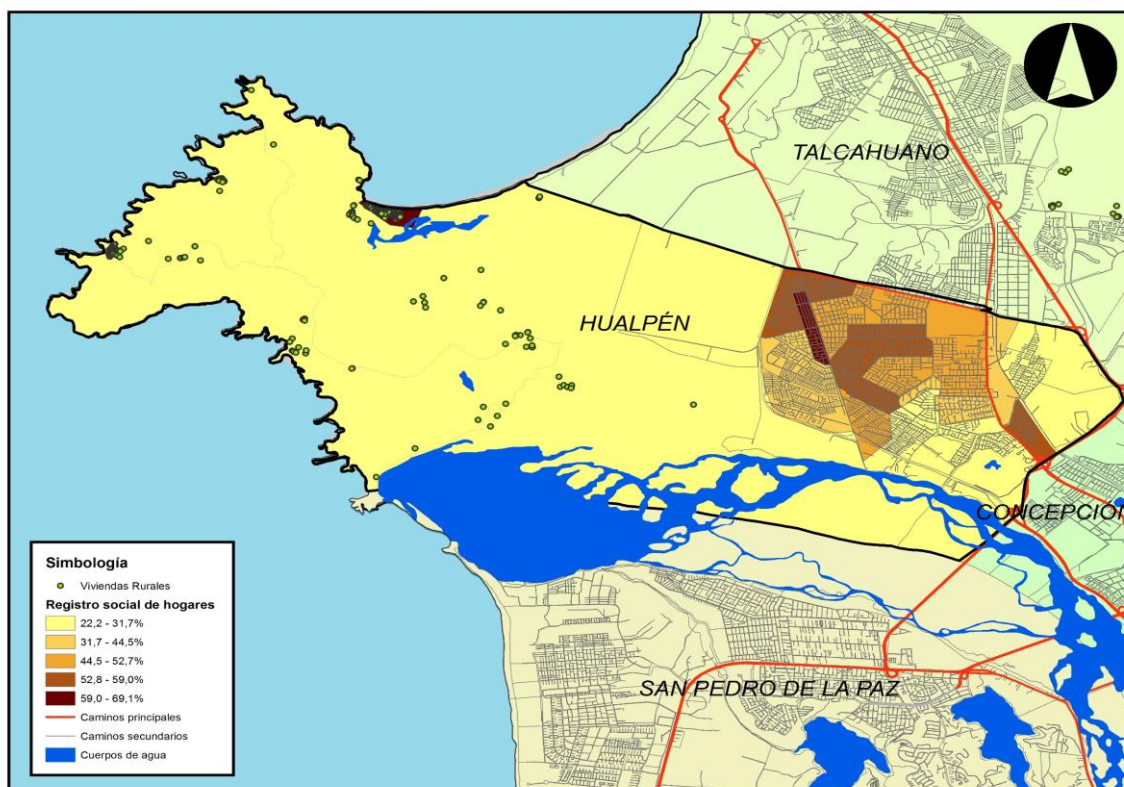 TALCAHUANO
HUALPÉN
CONCEPCIÓN
SAN PEDRO DE LA PAZ
Simbología
Viviendas Rurales
Registro social de hogares
22,2 - 31,7%
31,7 - 44,5%
44,5 - 52,7%
52,8 - 59,0%
59,0 - 69,1%
Caminos principales
Caminos secundarios
Cuerpos de agua